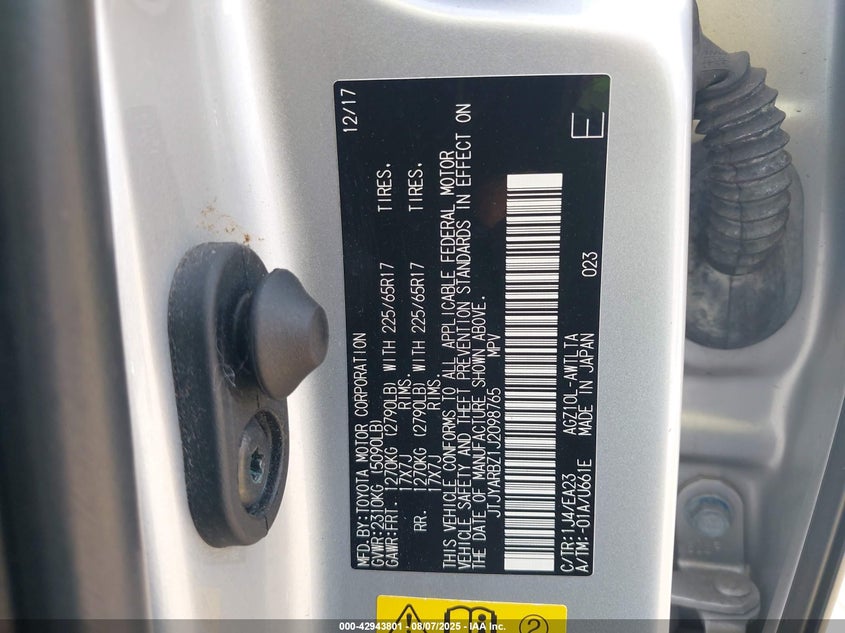 MFD.BY:TOYOTA MOTOR CORPORATION 12/17
GVWR:2310KG (5090LB)
GAWR:FRT. 1270KG (2790LB) WITH 225/65R17 TIRES.
17X7J RIMS.
RR. 1270KG (2790LB) WITH 225/65R17 TIRES.
17X7J RIMS.
THIS VEHICLE CONFORMS TO ALL APPLICABLE FEDERAL MOTOR
VEHICLE SAFETY AND THEFT PREVENTION STANDARDS IN EFFECT ON
THE DATE OF MANUFACTURE SHOWN ABOVE.
JTJYARBZ1J2098765 MPV
C/TR:1J4/EA23 AGZ10L-AWTLTA 023
A/TM:-01A/U661E MADE IN JAPAN
E
2
000-42943801 - 08/07/2025 - IAA Inc.